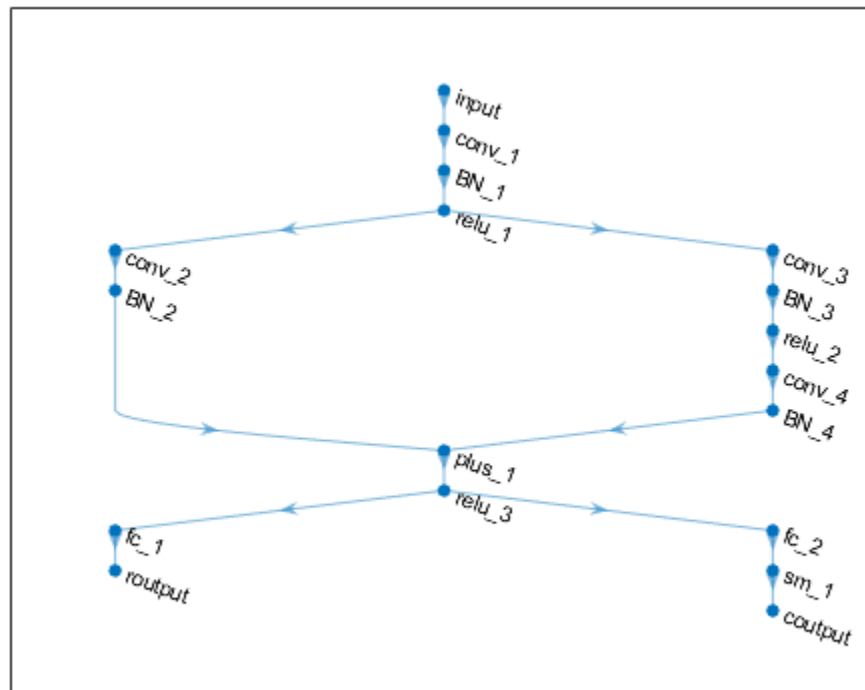 input
conv_1
BN_1
relu_1
conv_2
conv_3
BN_2
BN_3
relu_2
conv_4
BN_4
plus_1
relu_3
fc_1
fc_2
routput
sm_1
coutput